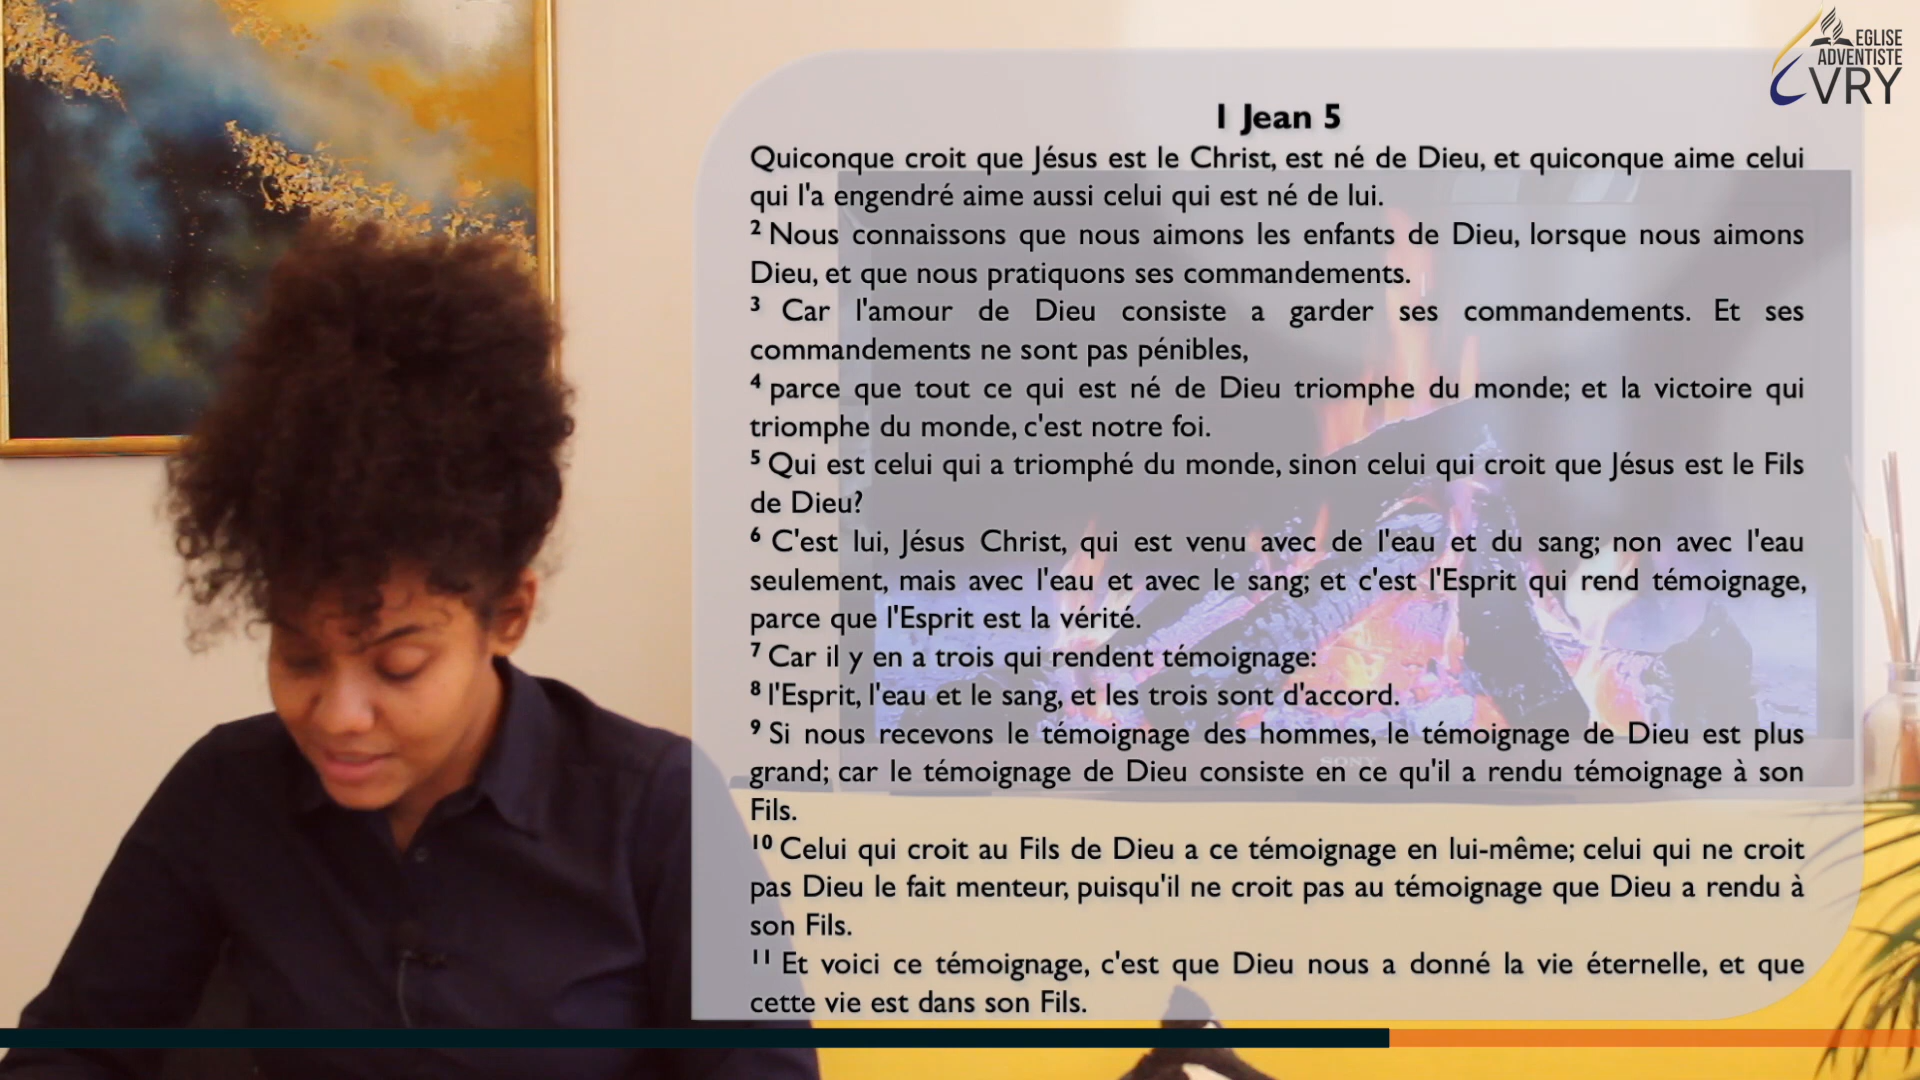 EGLISE
ADVENTISTE
VRY
1 Jean 5
Quiconque croit que Jésus est le Christ, est né de Dieu, et quiconque aime celui
qui l'a engendré aime aussi celui qui est né de lui.
2 Nous connaissons que nous aimons les enfants de Dieu, lorsque nous aimons
Dieu, et que nous pratiquons ses commandements.
3 Car l'amour de Dieu consiste a garder ses commandements. Et ses
commandements ne sont pas pénibles,
4 parce que tout ce qui est né de Dieu triomphe du monde; et la victoire qui
triomphe du monde, c'est notre foi.
5 Qui est celui qui a triomphé du monde, sinon celui qui croit que Jésus est le Fils
de Dieu?
6 C'est lui, Jésus Christ, qui est venu avec de l'eau et du sang; non avec l'eau
seulement, mais avec l'eau et avec le sang; et c'est l'Esprit qui rend témoignage,
parce que l'Esprit est la vérité.
7 Car il y en a trois qui rendent témoignage:
8 l'Esprit, l'eau et le sang, et les trois sont d'accord.
9 Si nous recevons le témoignage des hommes, le témoignage de Dieu est plus
grand; car le témoignage de Dieu consiste en ce qu'il a rendu témoignage à son
Fils.
10 Celui qui croit au Fils de Dieu a ce témoignage en lui-même; celui qui ne croit
pas Dieu le fait menteur, puisqu'il ne croit pas au témoignage que Dieu a rendu à
son Fils.
11 Et voici ce témoignage, c'est que Dieu nous a donné la vie éternelle, et que
cette vie est dans son Fils.
SONY